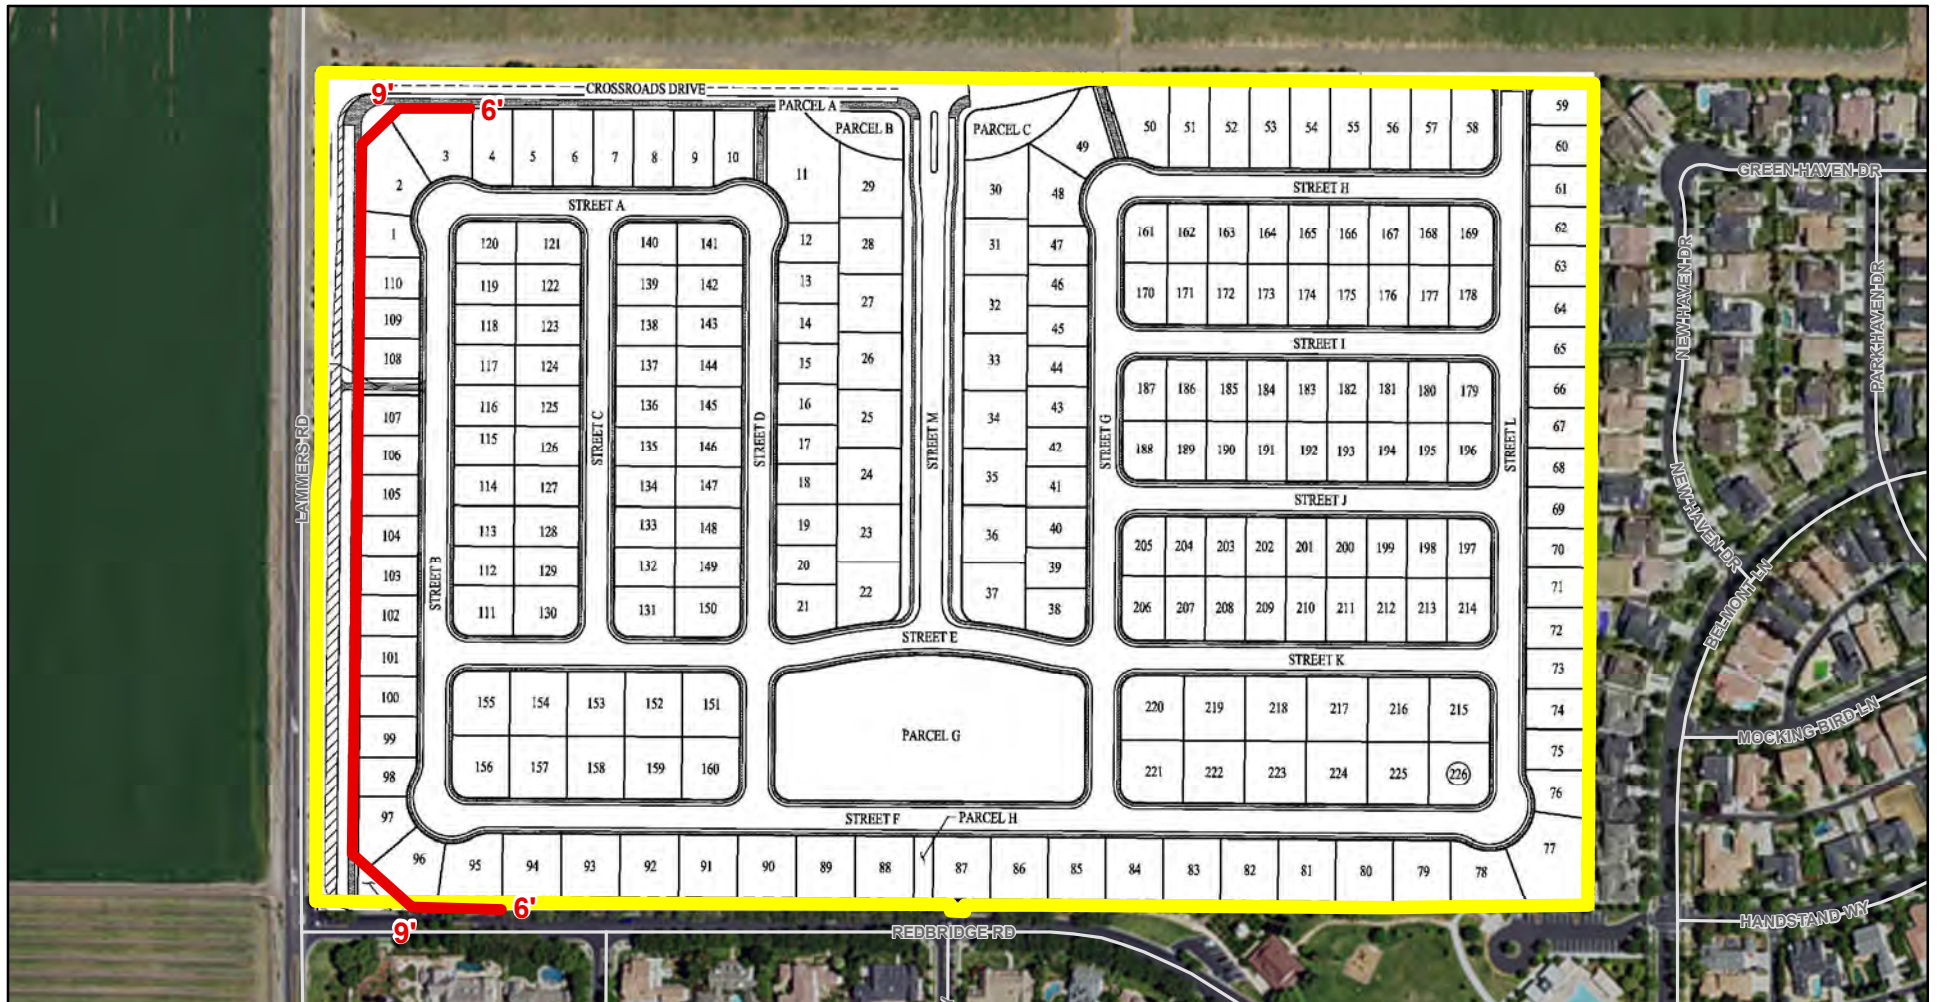 CROSSROADS DRIVE
9'
6'
PARCEL A
PARCEL B
PARCEL C
59
50 51 52 53 54 55 56 57 58
60
49
3 4 5 6 7 8 9 10
11
29
30
48
2
STREET A
STREET H
61
GREEN HAVEN DR
1
120 121 140 141
12
28
31
47
161 162 163 164 165 166 167 168 169
62
110
119 122 139 142
13
27
32
46
170 171 172 173 174 175 176 177 178
63
64
109
118 123 138 143
14
45
STREET I
65
108
117 124 137 144
15
26
33
44
187 186 185 184 183 182 181 180 179
66
107
116 125 136 145
16
25
34
43
67
106
115 126 135 146
17
42
188 189 190 191 192 193 194 195 196
68
105
114 127 134 147
18
24
35
41
STREET J
69
104
113 128 133 148
19
23
36
40
205 204 203 202 201 200 199 198 197
70
103
112 129 132 149
20
39
71
102
111 130 131 150
21
22
37
38
206 207 208 209 210 211 212 213 214
72
LAMMERS RD
STREET B
STREET C
STREET D
STREET M
STREET G
STREET L
NEW HAVEN DR
PARK HAVEN DR
NEW HAVEN DR
BELMONT LN
101
STREET E
STREET K
73
100
155 154 153 152 151
220 219 218 217 216 215
74
99
PARCEL G
MOCKING BIRD LN
75
98
156 157 158 159 160
221 222 223 224 225 226
76
97
STREET F
PARCEL H
96 95 94 93 92 91 90 89 88 87 86 85 84 83 82 81 80 79 78
77
6'
9'
REDBRIDGE RD
HANDSTAND WY